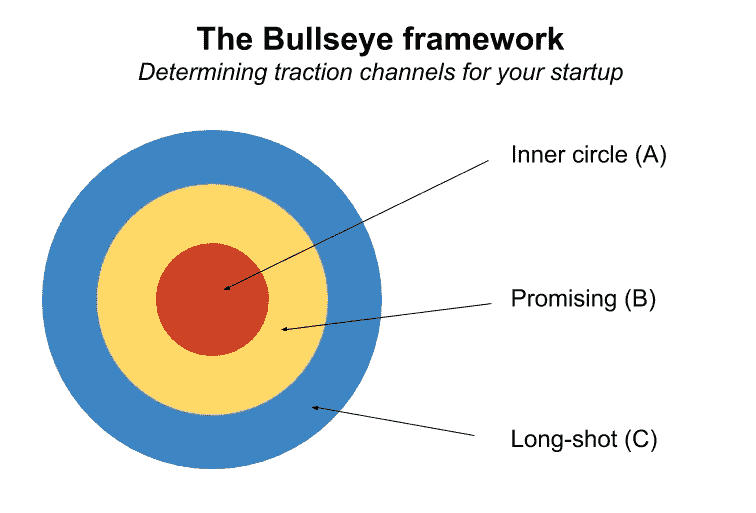 The Bullseye framework
Determining traction channels for your startup
Inner circle (A)
Promising (B)
Long-shot (C)